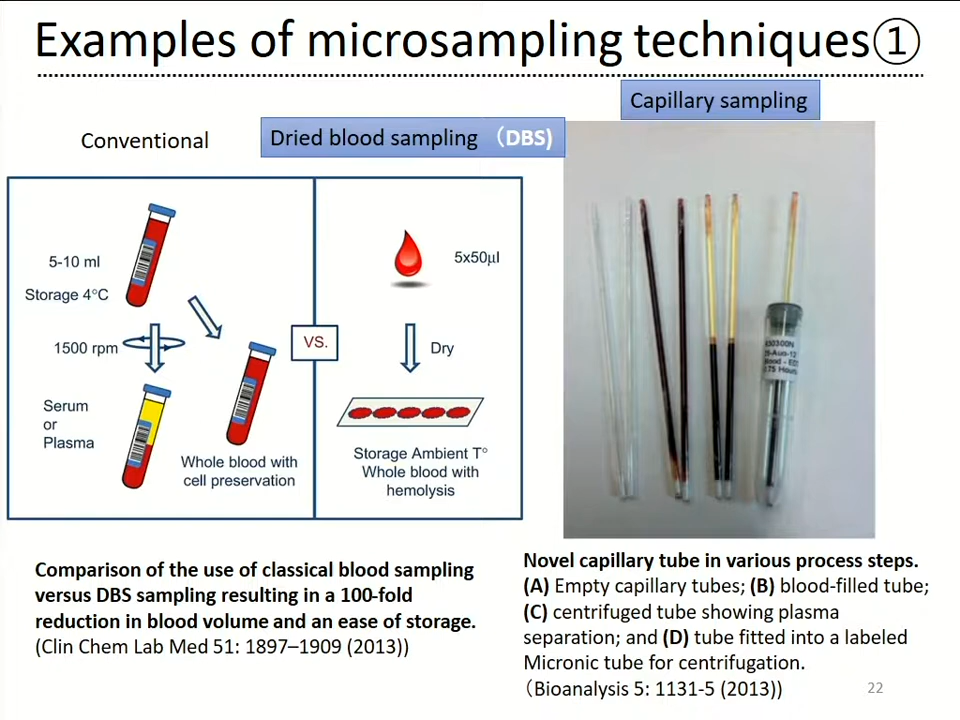 Examples of microsampling techniques①
Capillary sampling
Conventional
Dried blood sampling （DBS)
5-10 ml
Storage 4°C
1500 rpm
Serum
or
Plasma
Whole blood with
cell preservation
VS.
5x50µl
Dry
Storage Ambient T°
Whole blood with
hemolysis
Comparison of the use of classical blood sampling
versus DBS sampling resulting in a 100-fold
reduction in blood volume and an ease of storage.
(Clin Chem Lab Med 51: 1897–1909 (2013))
Novel capillary tube in various process steps.
(A) Empty capillary tubes; (B) blood-filled tube;
(C) centrifuged tube showing plasma
separation; and (D) tube fitted into a labeled
Micronic tube for centrifugation.
（Bioanalysis 5: 1131-5 (2013))
22